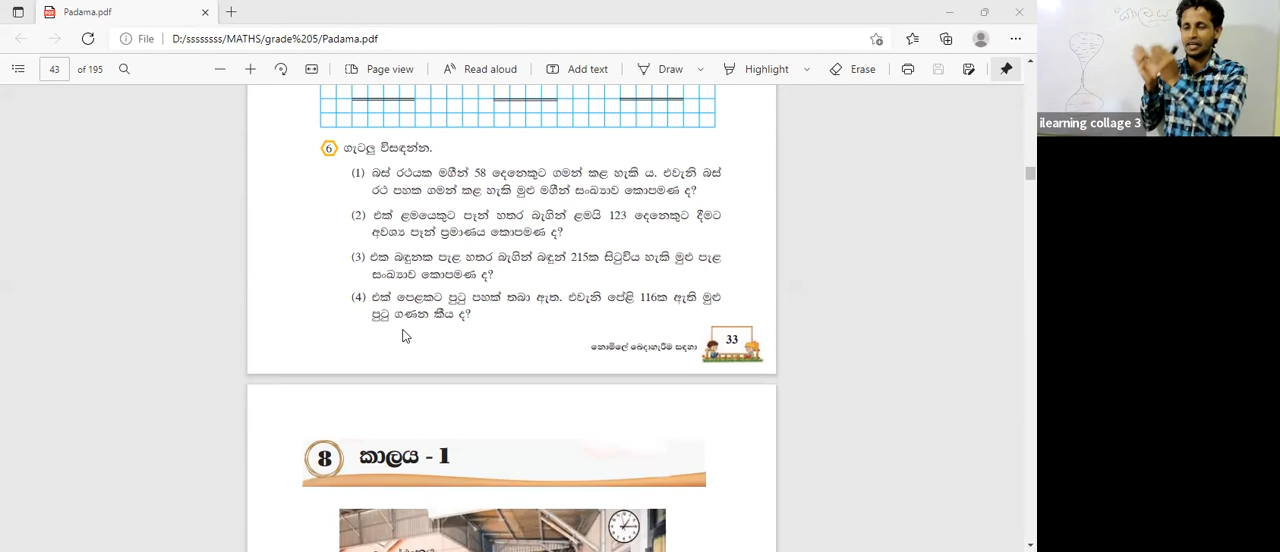 Padama.pdf
File
D:/ssssssss/MATHS/grade%205/Padama.pdf
43 of 195
Page view
Read aloud
Add text
Draw
Highlight
Erase
6 ගැටලු විසඳන්න.
(1) බස් රථයක මගීන් 58 දෙනෙකුට ගමන් කළ හැකි ය. එවැනි බස්
රථ පහක ගමන් කළ හැකි මුළු මගීන් සංඛ්‍යාව කොපමණ ද?
(2) එක් ළමයෙකුට පෑන් හතර බැගින් ළමයි 123 දෙනෙකුට දීමට
අවශ්‍ය පෑන් ප්‍රමාණය කොපමණ ද?
(3) එක බඳුනක පැළ හතර බැගින් බඳුන් 215ක සිටුවිය හැකි මුළු පැළ
සංඛ්‍යාව කොපමණ ද?
(4) එක් පෙළකට පුටු පහක් තබා ඇත. එවැනි පේළි 116ක ඇති මුළු
පුටු ගණන කීය ද?
නොමිලේ බෙදාහැරීම සඳහා
33
8 කාලය - 1
කාලය
ilearning collage 3